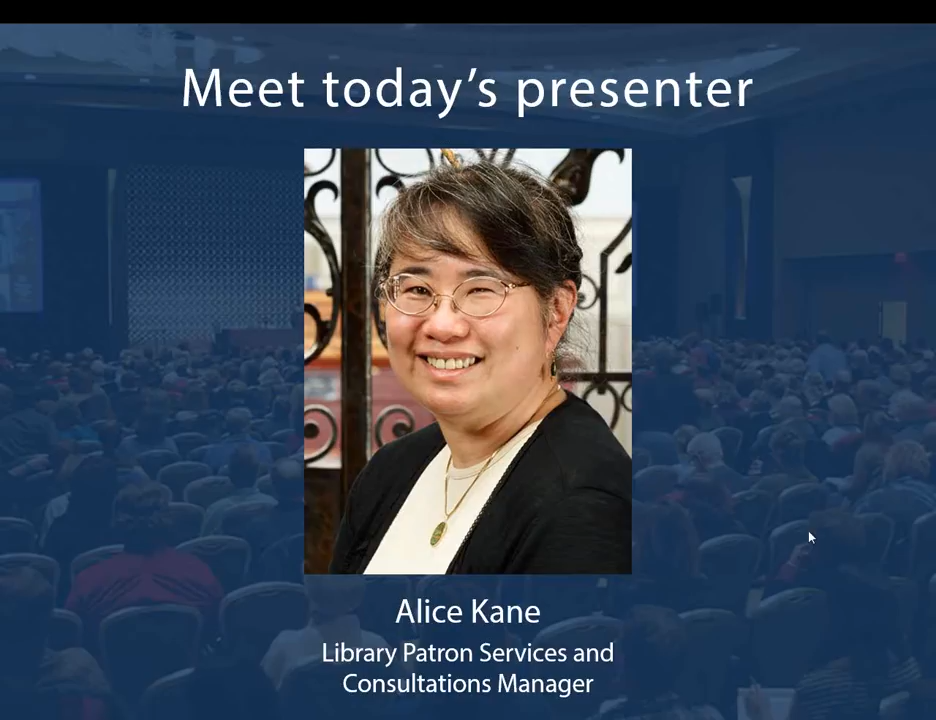 Meet today’s presenter
Alice Kane
Library Patron Services and
Consultations Manager